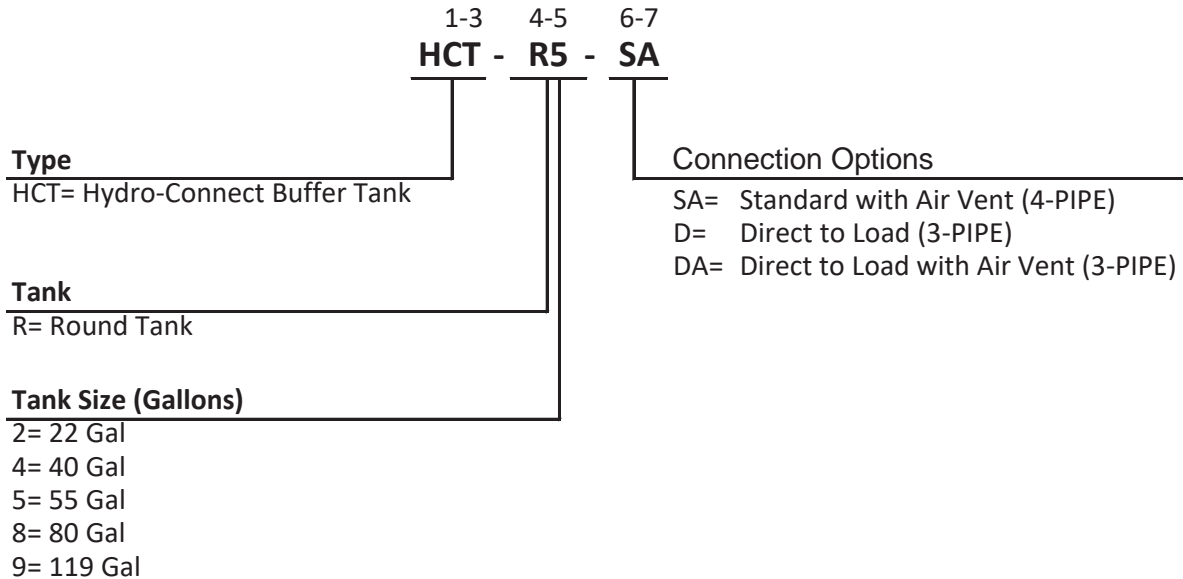 1-3 4-5 6-7
HCT - R5 - SA
Type
HCT= Hydro-Connect Buffer Tank
Tank
R= Round Tank
Tank Size (Gallons)
2= 22 Gal
4= 40 Gal
5= 55 Gal
8= 80 Gal
9= 119 Gal
Connection Options
SA= Standard with Air Vent (4-PIPE)
D= Direct to Load (3-PIPE)
DA= Direct to Load with Air Vent (3-PIPE)